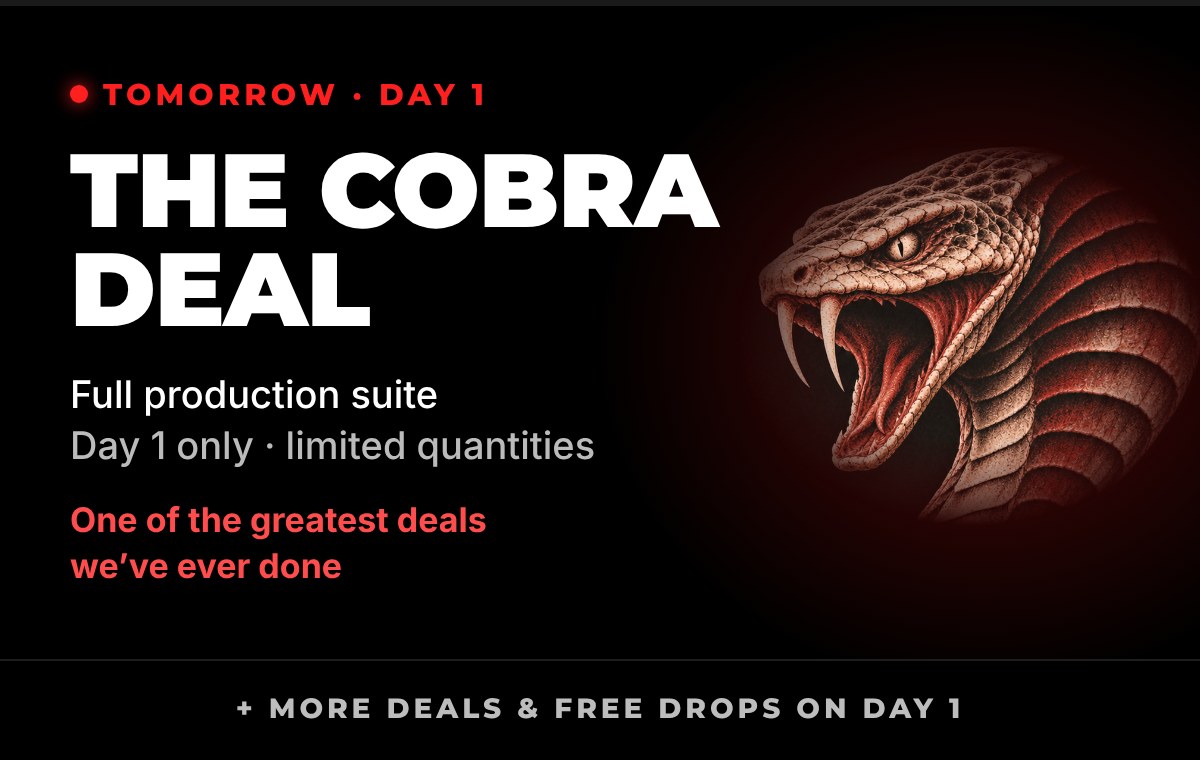 TOMORROW · DAY 1
THE COBRA
DEAL
Full production suite
Day 1 only · limited quantities
One of the greatest deals
we’ve ever done
+ MORE DEALS & FREE DROPS ON DAY 1